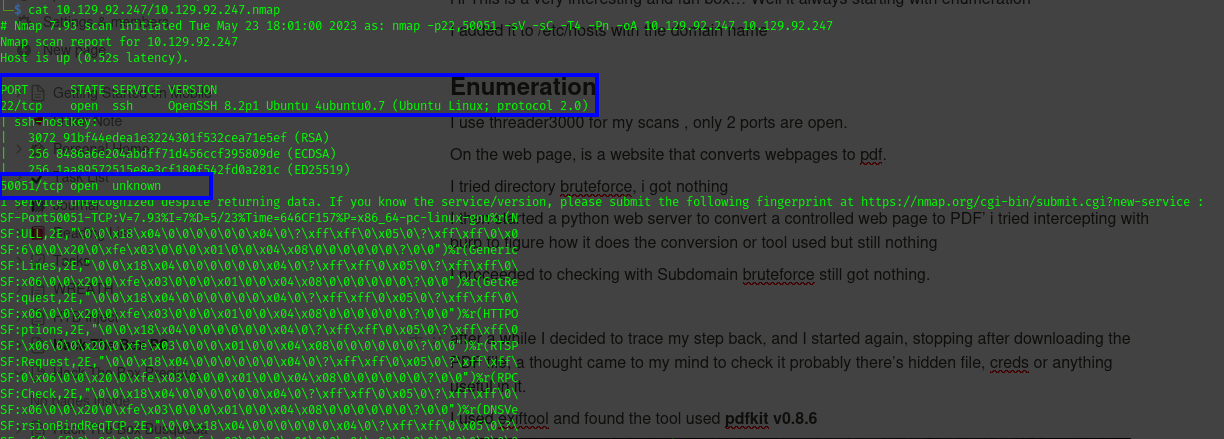 $ cat 10.129.92.247/10.129.92.247.nmap
# Nmap 7.93 scan initiated Tue May 23 18:01:00 2023 as: nmap -p22,50051 -sV -sC -T4 -Pn -oA 10.129.92.247 10.129.92.247
Nmap scan report for 10.129.92.247
Host is up (0.52s latency).
PORT STATE SERVICE VERSION
22/tcp open ssh OpenSSH 8.2p1 Ubuntu 4ubuntu0.7 (Ubuntu Linux; protocol 2.0)
| ssh-hostkey:
| 3072 91bf44edea1e3224301f532cea71e5ef (RSA)
| 256 8486a6e204abdff71d456ccf395809de (ECDSA)
| 256 1aa89572515e8e3cf180f542fd0a281c (ED25519)
50051/tcp open unknown
1 service unrecognized despite returning data. If you know the service/version, please submit the following fingerprint at https://nmap.org/cgi-bin/submit.cgi?new-service :
SF-Port50051-TCP:V=7.93%I=7%D=5/23%Time=646CF157%P=x86_64-pc-linux-gnu%r(N
SF:ULL,2E,"\0\0\x18\x04\0\0\0\0\0\0\x04\0\?\xff\xff\0\x05\0\?\xff\xff\0\x0
SF:6\0\0\x20\0\xfe\x03\0\0\0\x01\0\0\x04\x08\0\0\0\0\0\0\?\0\0")%r(Generic
SF:Lines,2E,"\0\0\x18\x04\0\0\0\0\0\0\x04\0\?\xff\xff\0\x05\0\?\xff\xff\0\
SF:x06\0\0\x20\0\xfe\x03\0\0\0\x01\0\0\x04\x08\0\0\0\0\0\0\?\0\0")%r(GetRe
SF:quest,2E,"\0\0\x18\x04\0\0\0\0\0\0\x04\0\?\xff\xff\0\x05\0\?\xff\xff\0\
SF:x06\0\0\x20\0\xfe\x03\0\0\0\x01\0\0\x04\x08\0\0\0\0\0\0\?\0\0")%r(HTTPO
SF:ptions,2E,"\0\0\x18\x04\0\0\0\0\0\0\x04\0\?\xff\xff\0\x05\0\?\xff\xff\0
SF:\x06\0\0\x20\0\xfe\x03\0\0\0\x01\0\0\x04\x08\0\0\0\0\0\0\?\0\0")%r(RTSP
SF:Request,2E,"\0\0\x18\x04\0\0\0\0\0\0\x04\0\?\xff\xff\0\x05\0\?\xff\xff\
SF:0\x06\0\0\x20\0\xfe\x03\0\0\0\x01\0\0\x04\x08\0\0\0\0\0\0\?\0\0")%r(RPC
SF:Check,2E,"\0\0\x18\x04\0\0\0\0\0\0\x04\0\?\xff\xff\0\x05\0\?\xff\xff\0\
SF:x06\0\0\x20\0\xfe\x03\0\0\0\x01\0\0\x04\x08\0\0\0\0\0\0\?\0\0")%r(DNSVe
SF:rsionBindReqTCP,2E,"\0\0\x18\x04\0\0\0\0\0\0\x04\0\?\xff\xff\0\x05\0\?\
I added it to /etc/hosts with the domain name
Enumeration
I use threader3000 for my scans , only 2 ports are open.
On the web page, is a website that converts webpages to pdf.
I tried directory bruteforce, i got nothing
started a python web server to convert a controlled web page to PDF' i tried intercepting with
burp to figure how it does the conversion or tool used but still nothing
I proceeded to checking with Subdomain bruteforce still got nothing.
after a while I decided to trace my step back, and I started again, stopping after downloading the
a thought came to my mind to check it probably there's hidden file, creds or anything
useful in it.
I used exiftool and found the tool used pdfkit v0.8.6